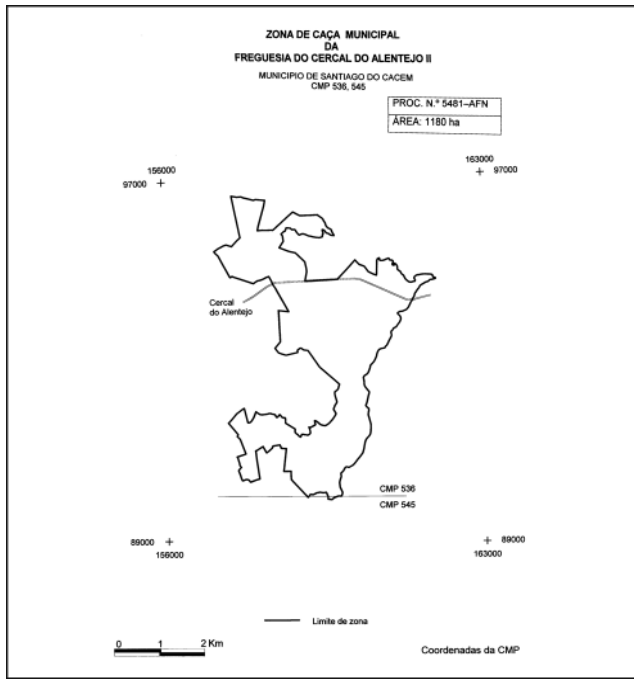 ZONA DE CAÇA MUNICIPAL
DA
FREGUESIA DO CERCAL DO ALENTEJO II
MUNICIPIO DE SANTIAGO DO CACEM
CMP 536, 545
PROC. N.º 5481–AFN
ÁREA: 1180 ha
156000
97000
163000
97000
Cercal
do Alentejo
CMP 536
CMP 545
89000
156000
89000
163000
Limite de zona
0 1 2 Km
Coordenadas da CMP